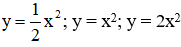 y = 1/2 x²; y = x²; y = 2x²